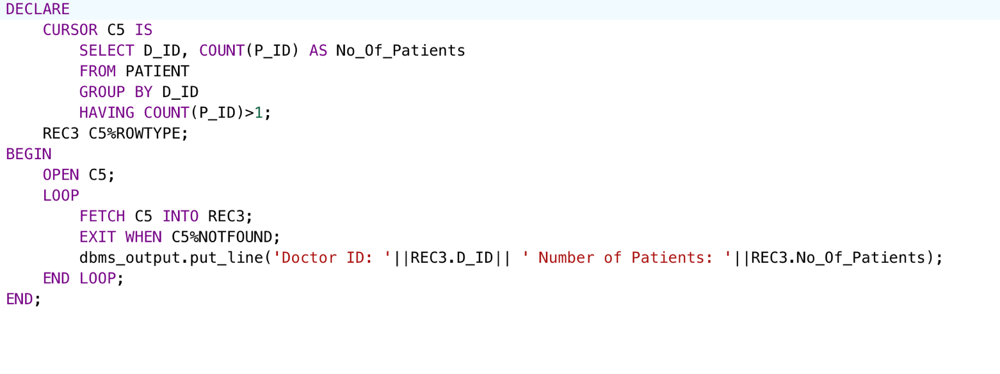 DECLARE
    CURSOR C5 IS
        SELECT D_ID, COUNT(P_ID) AS No_Of_Patients
        FROM PATIENT
        GROUP BY D_ID
        HAVING COUNT(P_ID)>1;
    REC3 C5%ROWTYPE;
BEGIN
    OPEN C5;
    LOOP
        FETCH C5 INTO REC3;
        EXIT WHEN C5%NOTFOUND;
        dbms_output.put_line('Doctor ID: '||REC3.D_ID|| ' Number of Patients: '||REC3.No_Of_Patients);
    END LOOP;
END;